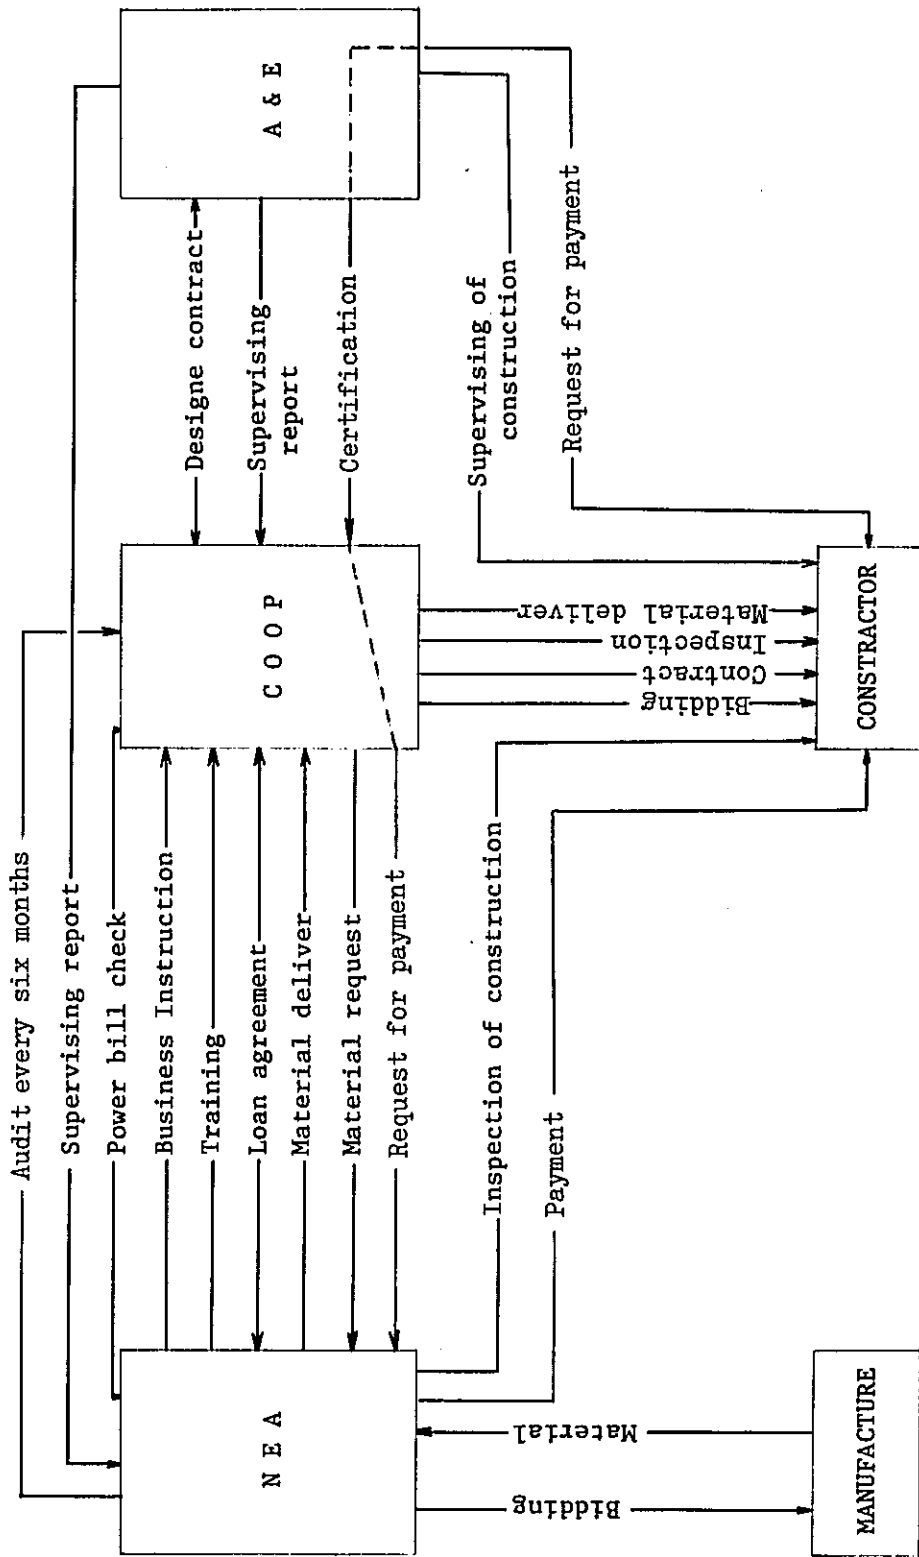 Audit every six months
Supervising report
Power bill check
Business Instruction
Training
Loan agreement
Material deliver
Material request
Request for payment
N E A
C O O P
A & E
Designe contract
Supervising
report
Certification
Inspection of construction
Payment
Material
Bidding
Bidding
Contract
Inspection
Material deliver
Supervising of
construction
Request for payment
MANUFACTURE
CONSTRACTOR